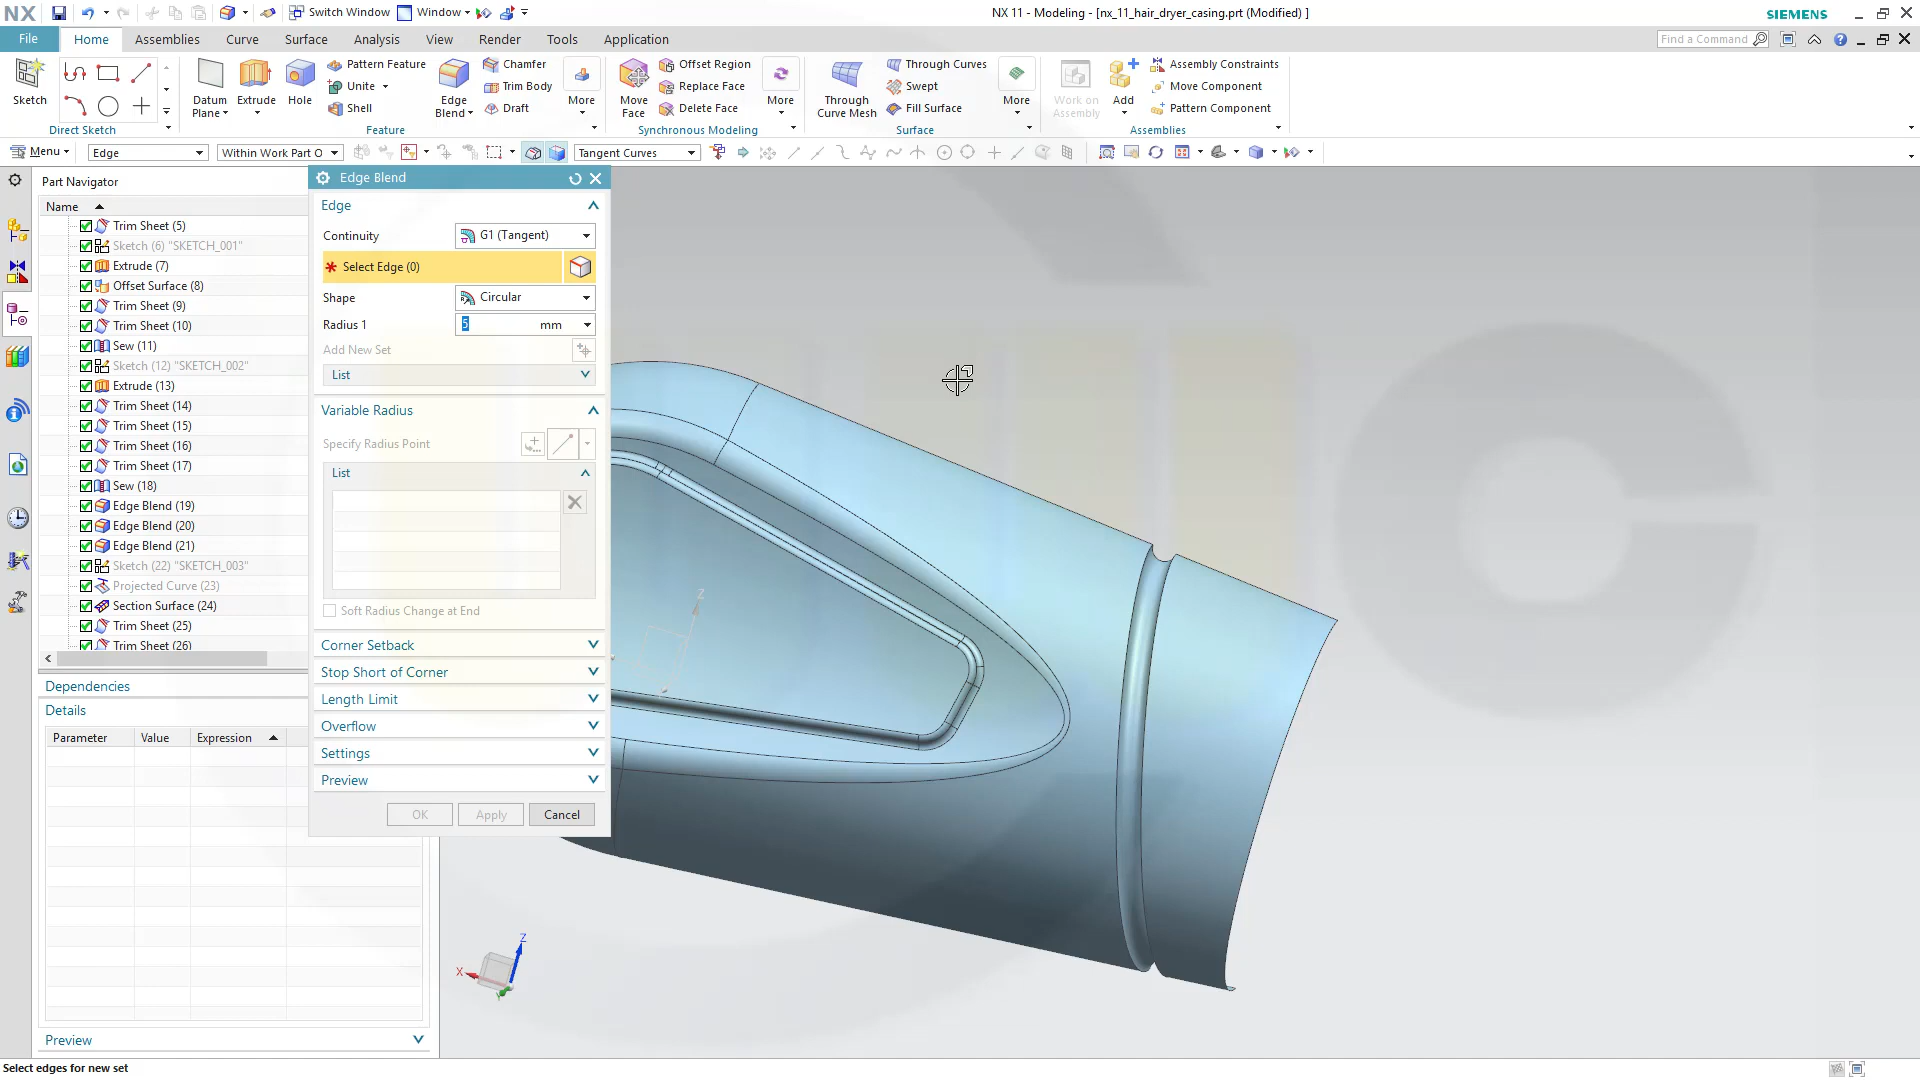 NX
Switch Window
Window
NX 11 - Modeling - [nx_11_hair_dryer_casing.prt (Modified) ]
SIEMENS
File
Home
Assemblies
Curve
Surface
Analysis
View
Render
Tools
Application
Find a Command
Sketch
Direct Sketch
Datum Plane
Extrude
Hole
Pattern Feature
Unite
Shell
Edge Blend
Chamfer
Trim Body
Draft
More
Feature
Move Face
Offset Region
Replace Face
Delete Face
More
Synchronous Modeling
Through Curve Mesh
Through Curves
Swept
Fill Surface
More
Surface
Work on Assembly
Add
Assembly Constraints
Move Component
Pattern Component
Assemblies
Menu
Edge
Within Work Part O
Tangent Curves
Part Navigator
Name
Trim Sheet (5)
Sketch (6) "SKETCH_001"
Extrude (7)
Offset Surface (8)
Trim Sheet (9)
Trim Sheet (10)
Sew (11)
Sketch (12) "SKETCH_002"
Extrude (13)
Trim Sheet (14)
Trim Sheet (15)
Trim Sheet (16)
Trim Sheet (17)
Sew (18)
Edge Blend (19)
Edge Blend (20)
Edge Blend (21)
Sketch (22) "SKETCH_003"
Projected Curve (23)
Section Surface (24)
Trim Sheet (25)
Trim Sheet (26)
Dependencies
Details
Parameter
Value
Expression
Preview
Edge Blend
Edge
Continuity
G1 (Tangent)
Select Edge (0)
Shape
Circular
Radius 1
5
mm
Add New Set
List
Variable Radius
Specify Radius Point
List
Soft Radius Change at End
Corner Setback
Stop Short of Corner
Length Limit
Overflow
Settings
Preview
OK
Apply
Cancel
Z
Z
X
Y
Select edges for new set